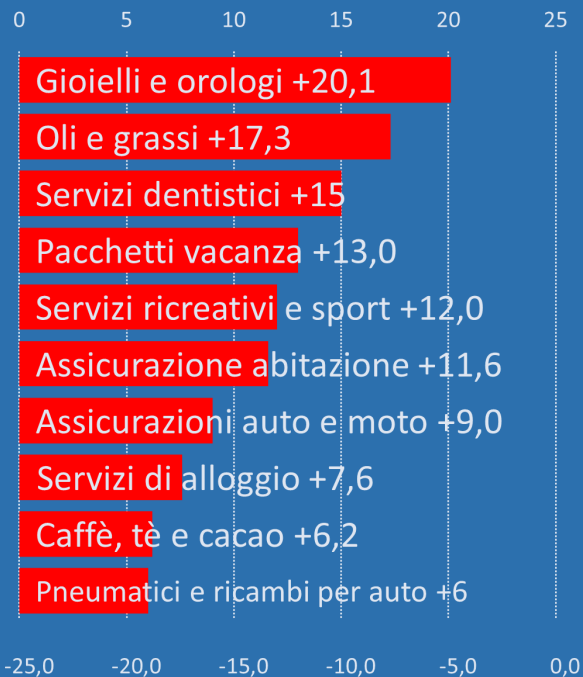 0 5 10 15 20 25
Gioielli e orologi +20,1
Oli e grassi +17,3
Servizi dentistici +15
Pacchetti vacanza +13,0
Servizi ricreativi e sport +12,0
Assicurazione abitazione +11,6
Assicurazioni auto e moto +9,0
Servizi di alloggio +7,6
Caffè, tè e cacao +6,2
Pneumatici e ricambi per auto +6
-25,0 -20,0 -15,0 -10,0 -5,0 0,0